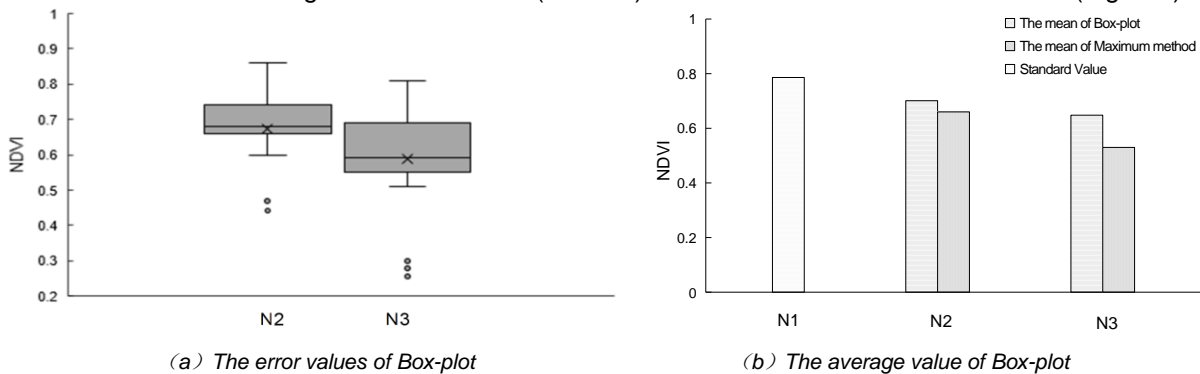 1
0.9
0.8
0.7
0.6
0.5
0.4
0.3
0.2
NDVI
N2
N3
（a）The error values of Box-plot
1
0.8
0.6
0.4
0.2
0
NDVI
The mean of Box-plot
The mean of Maximum method
Standard Value
N1
N2
N3
（b）The average value of Box-plot